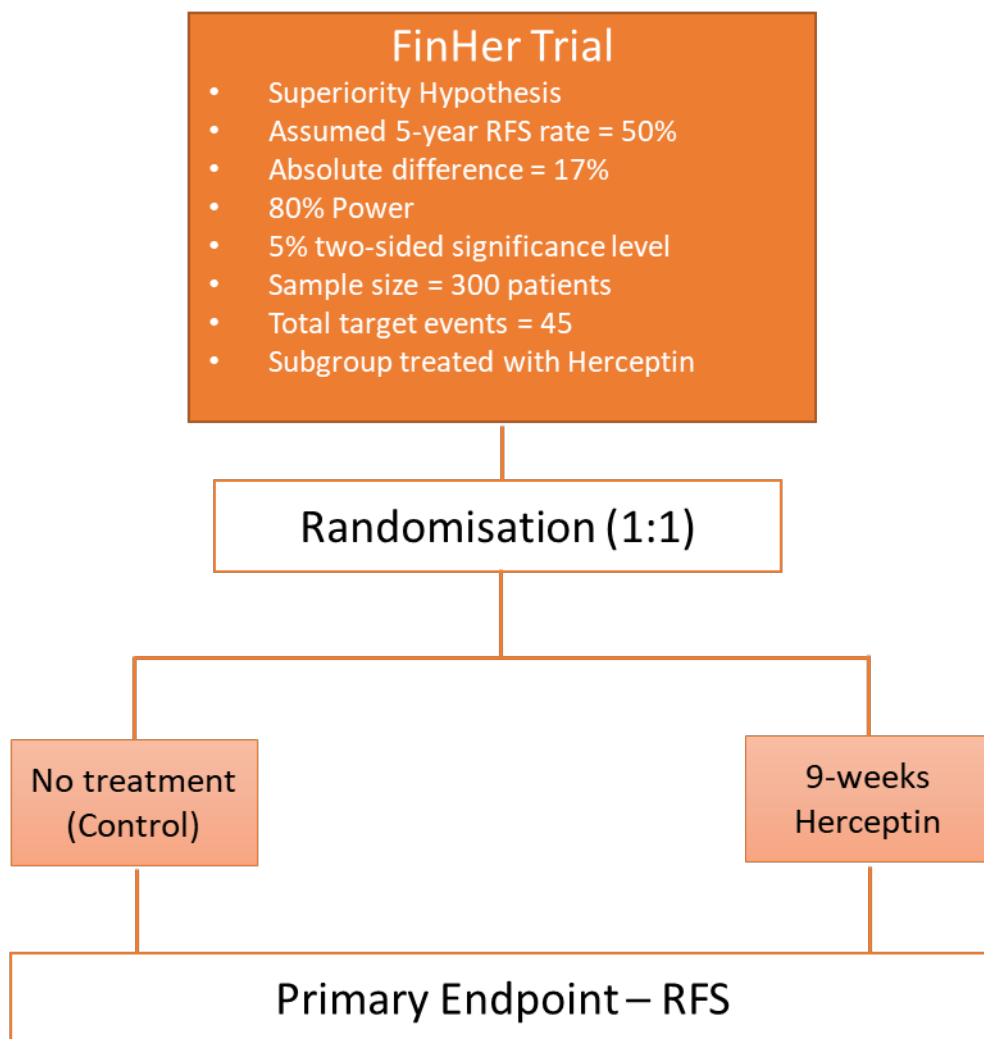 FinHer Trial
• Superiority Hypothesis
• Assumed 5-year RFS rate = 50%
• Absolute difference = 17%
• 80% Power
• 5% two-sided significance level
• Sample size = 300 patients
• Total target events = 45
• Subgroup treated with Herceptin
Randomisation (1:1)
No treatment
(Control)
9-weeks
Herceptin
Primary Endpoint – RFS